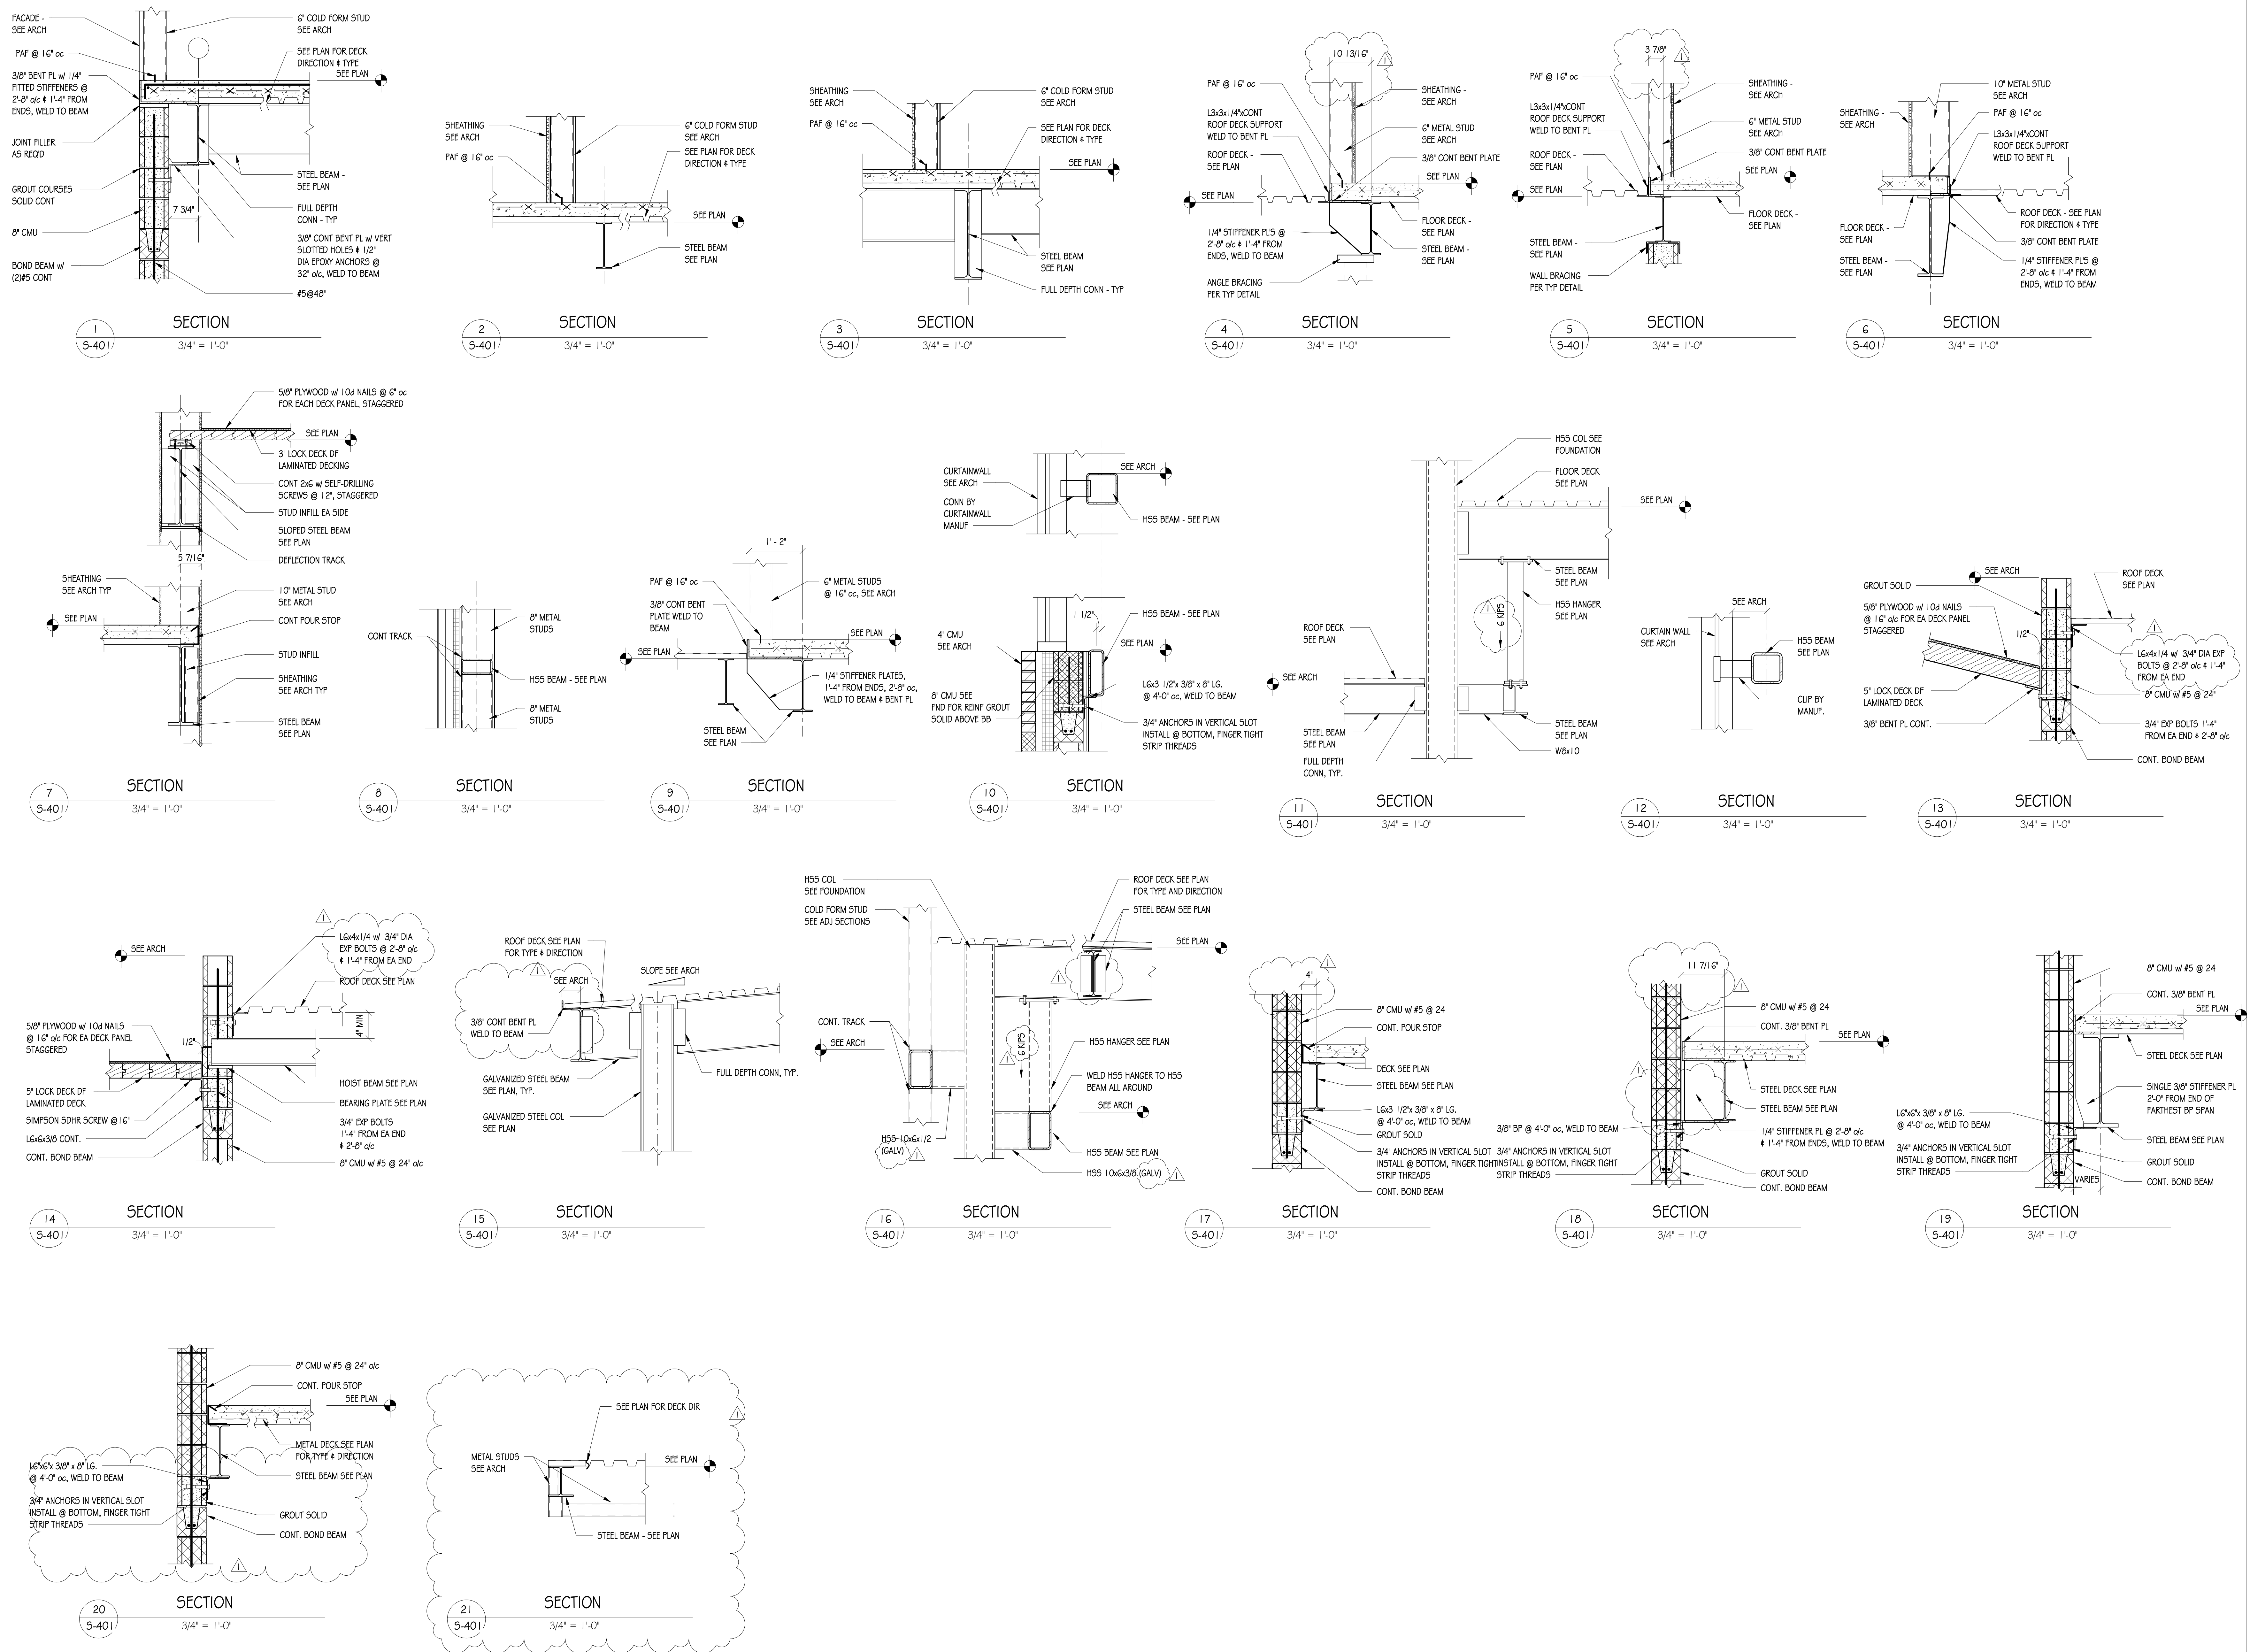 FACADE -
SEE ARCH
PAF @ 16" oc
3/8" BENT PL w/ 1/4"
FITTED STIFFENERS @
2'-8" o/c & 1'-4" FROM
ENDS, WELD TO BEAM
JOINT FILLER
AS REQ'D
GROUT COURSES
SOLID CONT
8" CMU
BOND BEAM w/
(2)#5 CONT
6" COLD FORM STUD
SEE ARCH
SEE PLAN FOR DECK
DIRECTION & TYPE
SEE PLAN
STEEL BEAM -
SEE PLAN
FULL DEPTH
CONN - TYP
7 3/4"
3/8" CONT BENT PL w/ VERT
SLOTTED HOLES & 1/2"
DIA EPOXY ANCHORS @
32" o/c, WELD TO BEAM
#5@48"
1
S-401
SECTION
3/4" = 1'-0"
SHEATHING
SEE ARCH
PAF @ 16" oc
6" COLD FORM STUD
SEE ARCH
SEE PLAN FOR DECK
DIRECTION & TYPE
SEE PLAN
STEEL BEAM
SEE PLAN
2
S-401
SECTION
3/4" = 1'-0"
SHEATHING
SEE ARCH
PAF @ 16" oc
6" COLD FORM STUD
SEE ARCH
SEE PLAN FOR DECK
DIRECTION & TYPE
SEE PLAN
STEEL BEAM
SEE PLAN
FULL DEPTH CONN - TYP
3
S-401
SECTION
3/4" = 1'-0"
10 13/16"
1
PAF @ 16" oc
L3x3x1/4"xCONT
ROOF DECK SUPPORT
WELD TO BENT PL
ROOF DECK -
SEE PLAN
SEE PLAN
1/4" STIFFENER PL'S @
2'-8" o/c & 1'-4" FROM
ENDS, WELD TO BEAM
ANGLE BRACING
PER TYP DETAIL
SHEATHING -
SEE ARCH
6" METAL STUD
SEE ARCH
3/8" CONT BENT PLATE
SEE PLAN
FLOOR DECK -
SEE PLAN
STEEL BEAM -
SEE PLAN
4
S-401
SECTION
3/4" = 1'-0"
3 7/8"
1
PAF @ 16" oc
L3x3x1/4"xCONT
ROOF DECK SUPPORT
WELD TO BENT PL
ROOF DECK -
SEE PLAN
SEE PLAN
STEEL BEAM -
SEE PLAN
WALL BRACING
PER TYP DETAIL
SHEATHING -
SEE ARCH
6" METAL STUD
SEE ARCH
3/8" CONT BENT PLATE
SEE PLAN
FLOOR DECK -
SEE PLAN
5
S-401
SECTION
3/4" = 1'-0"
SHEATHING -
SEE ARCH
FLOOR DECK -
SEE PLAN
STEEL BEAM -
SEE PLAN
10" METAL STUD
SEE ARCH
PAF @ 16" oc
L3x3x1/4"xCONT
ROOF DECK SUPPORT
WELD TO BENT PL
ROOF DECK - SEE PLAN
FOR DIRECTION & TYPE
3/8" CONT BENT PLATE
1/4" STIFFENER PL'S @
2'-8" o/c & 1'-4" FROM
ENDS, WELD TO BEAM
6
S-401
SECTION
3/4" = 1'-0"
5/8" PLYWOOD w/ 10d NAILS @ 6" oc
FOR EACH DECK PANEL, STAGGERED
SEE PLAN
3" LOCK DECK DF
LAMINATED DECKING
CONT 2x6 w/ SELF-DRILLING
SCREWS @ 12", STAGGERED
STUD INFILL EA SIDE
SLOPED STEEL BEAM
SEE PLAN
DEFLECTION TRACK
5 7/16"
SHEATHING
SEE ARCH TYP
SEE PLAN
10" METAL STUD
SEE ARCH
CONT POUR STOP
STUD INFILL
SHEATHING
SEE ARCH TYP
STEEL BEAM
SEE PLAN
7
S-401
SECTION
3/4" = 1'-0"
CONT TRACK
8" METAL
STUDS
HSS BEAM - SEE PLAN
8" METAL
STUDS
8
S-401
SECTION
3/4" = 1'-0"
1' - 2"
PAF @ 16" oc
3/8" CONT BENT
PLATE WELD TO
BEAM
SEE PLAN
6" METAL STUDS
@ 16" oc, SEE ARCH
SEE PLAN
1/4" STIFFENER PLATES,
1'-4" FROM ENDS, 2'-8" oc,
WELD TO BEAM & BENT PL
STEEL BEAM
SEE PLAN
9
S-401
SECTION
3/4" = 1'-0"
CURTAINWALL
SEE ARCH
CONN BY
CURTAINWALL
MANUF
SEE ARCH
HSS BEAM - SEE PLAN
1 1/2"
HSS BEAM - SEE PLAN
4" CMU
SEE ARCH
SEE PLAN
8" CMU SEE
FND FOR REINF GROUT
SOLID ABOVE BB
L6x3 1/2"x 3/8" x 8" LG.
@ 4'-0" oc, WELD TO BEAM
3/4" ANCHORS IN VERTICAL SLOT
INSTALL @ BOTTOM, FINGER TIGHT
STRIP THREADS
10
S-401
SECTION
3/4" = 1'-0"
HSS COL SEE
FOUNDATION
FLOOR DECK
SEE PLAN
SEE PLAN
STEEL BEAM
SEE PLAN
HSS HANGER
SEE PLAN
1
6 KIPS
ROOF DECK
SEE PLAN
SEE ARCH
STEEL BEAM
SEE PLAN
FULL DEPTH
CONN, TYP.
STEEL BEAM
SEE PLAN
W8x10
11
S-401
SECTION
3/4" = 1'-0"
SEE ARCH
CURTAIN WALL
SEE ARCH
HSS BEAM
SEE PLAN
CLIP BY
MANUF.
12
S-401
SECTION
3/4" = 1'-0"
SEE ARCH
GROUT SOLID
5/8" PLYWOOD w/ 10d NAILS
@ 16" o/c FOR EA DECK PANEL
STAGGERED
1/2"
5" LOCK DECK DF
LAMINATED DECK
3/8" BENT PL CONT.
ROOF DECK
SEE PLAN
1
L6x4x1/4 w/ 3/4" DIA EXP
BOLTS @ 2'-8" o/c & 1'-4"
FROM EA END
8" CMU w/ #5 @ 24"
3/4" EXP BOLTS 1'-4"
FROM EA END & 2'-8" o/c
CONT. BOND BEAM
13
S-401
SECTION
3/4" = 1'-0"
1
L6x4x1/4 w/ 3/4" DIA
EXP BOLTS @ 2'-8" o/c
& 1'-4" FROM EA END
SEE ARCH
ROOF DECK SEE PLAN
4" MIN
5/8" PLYWOOD w/ 10d NAILS
@ 16" o/c FOR EA DECK PANEL
STAGGERED
1/2"
5" LOCK DECK DF
LAMINATED DECK
SIMPSON SDHR SCREW @16"
L6x6x3/8 CONT.
CONT. BOND BEAM
HOIST BEAM SEE PLAN
BEARING PLATE SEE PLAN
3/4" EXP BOLTS
1'-4" FROM EA END
& 2'-8" o/c
8" CMU w/ #5 @ 24" o/c
14
S-401
SECTION
3/4" = 1'-0"
ROOF DECK SEE PLAN
FOR TYPE & DIRECTION
1
SEE ARCH
SLOPE SEE ARCH
3/8" CONT BENT PL
WELD TO BEAM
GALVANIZED STEEL BEAM
SEE PLAN, TYP.
FULL DEPTH CONN, TYP.
GALVANIZED STEEL COL
SEE PLAN
15
S-401
SECTION
3/4" = 1'-0"
HSS COL
SEE FOUNDATION
COLD FORM STUD
SEE ADJ SECTIONS
ROOF DECK SEE PLAN
FOR TYPE AND DIRECTION
STEEL BEAM SEE PLAN
SEE PLAN
1
CONT. TRACK
SEE ARCH
6 KIPS
1
HSS HANGER SEE PLAN
WELD HSS HANGER TO HSS
BEAM ALL AROUND
SEE ARCH
HSS 10x6x1/2
(GALV)
1
HSS BEAM SEE PLAN
HSS 10x6x3/8 (GALV)
1
16
S-401
SECTION
3/4" = 1'-0"
1
4"
8" CMU w/ #5 @ 24
CONT. POUR STOP
DECK SEE PLAN
STEEL BEAM SEE PLAN
L6x3 1/2"x 3/8" x 8" LG.
@ 4'-0" oc, WELD TO BEAM
GROUT SOLD
3/4" ANCHORS IN VERTICAL SLOT
INSTALL @ BOTTOM, FINGER TIGHT
STRIP THREADS
CONT. BOND BEAM
17
S-401
SECTION
3/4" = 1'-0"
11 7/16"
1
8" CMU w/ #5 @ 24
CONT. 3/8" BENT PL
SEE PLAN
1
STEEL DECK SEE PLAN
STEEL BEAM SEE PLAN
3/8" BP @ 4'-0" oc, WELD TO BEAM
1/4" STIFFENER PL @ 2'-8" o/c
& 1'-4" FROM ENDS, WELD TO BEAM
3/4" ANCHORS IN VERTICAL SLOT
INSTALL @ BOTTOM, FINGER TIGHT
STRIP THREADS
GROUT SOLID
CONT. BOND BEAM
18
S-401
SECTION
3/4" = 1'-0"
8" CMU w/ #5 @ 24
CONT. 3/8" BENT PL
SEE PLAN
STEEL DECK SEE PLAN
SINGLE 3/8" STIFFENER PL
2'-0" FROM END OF
FARTHEST BP SPAN
L6"x6"x 3/8" x 8" LG.
@ 4'-0" oc, WELD TO BEAM
STEEL BEAM SEE PLAN
3/4" ANCHORS IN VERTICAL SLOT
INSTALL @ BOTTOM, FINGER TIGHT
STRIP THREADS
GROUT SOLID
CONT. BOND BEAM
VARIES
19
S-401
SECTION
3/4" = 1'-0"
8" CMU w/ #5 @ 24" o/c
CONT. POUR STOP
SEE PLAN
METAL DECK SEE PLAN
FOR TYPE & DIRECTION
STEEL BEAM SEE PLAN
L6"x6"x 3/8" x 8" LG.
@ 4'-0" oc, WELD TO BEAM
3/4" ANCHORS IN VERTICAL SLOT
INSTALL @ BOTTOM, FINGER TIGHT
STRIP THREADS
GROUT SOLID
CONT. BOND BEAM
1
20
S-401
SECTION
3/4" = 1'-0"
SEE PLAN FOR DECK DIR
1
METAL STUDS
SEE ARCH
SEE PLAN
STEEL BEAM - SEE PLAN
21
S-401
SECTION
3/4" = 1'-0"